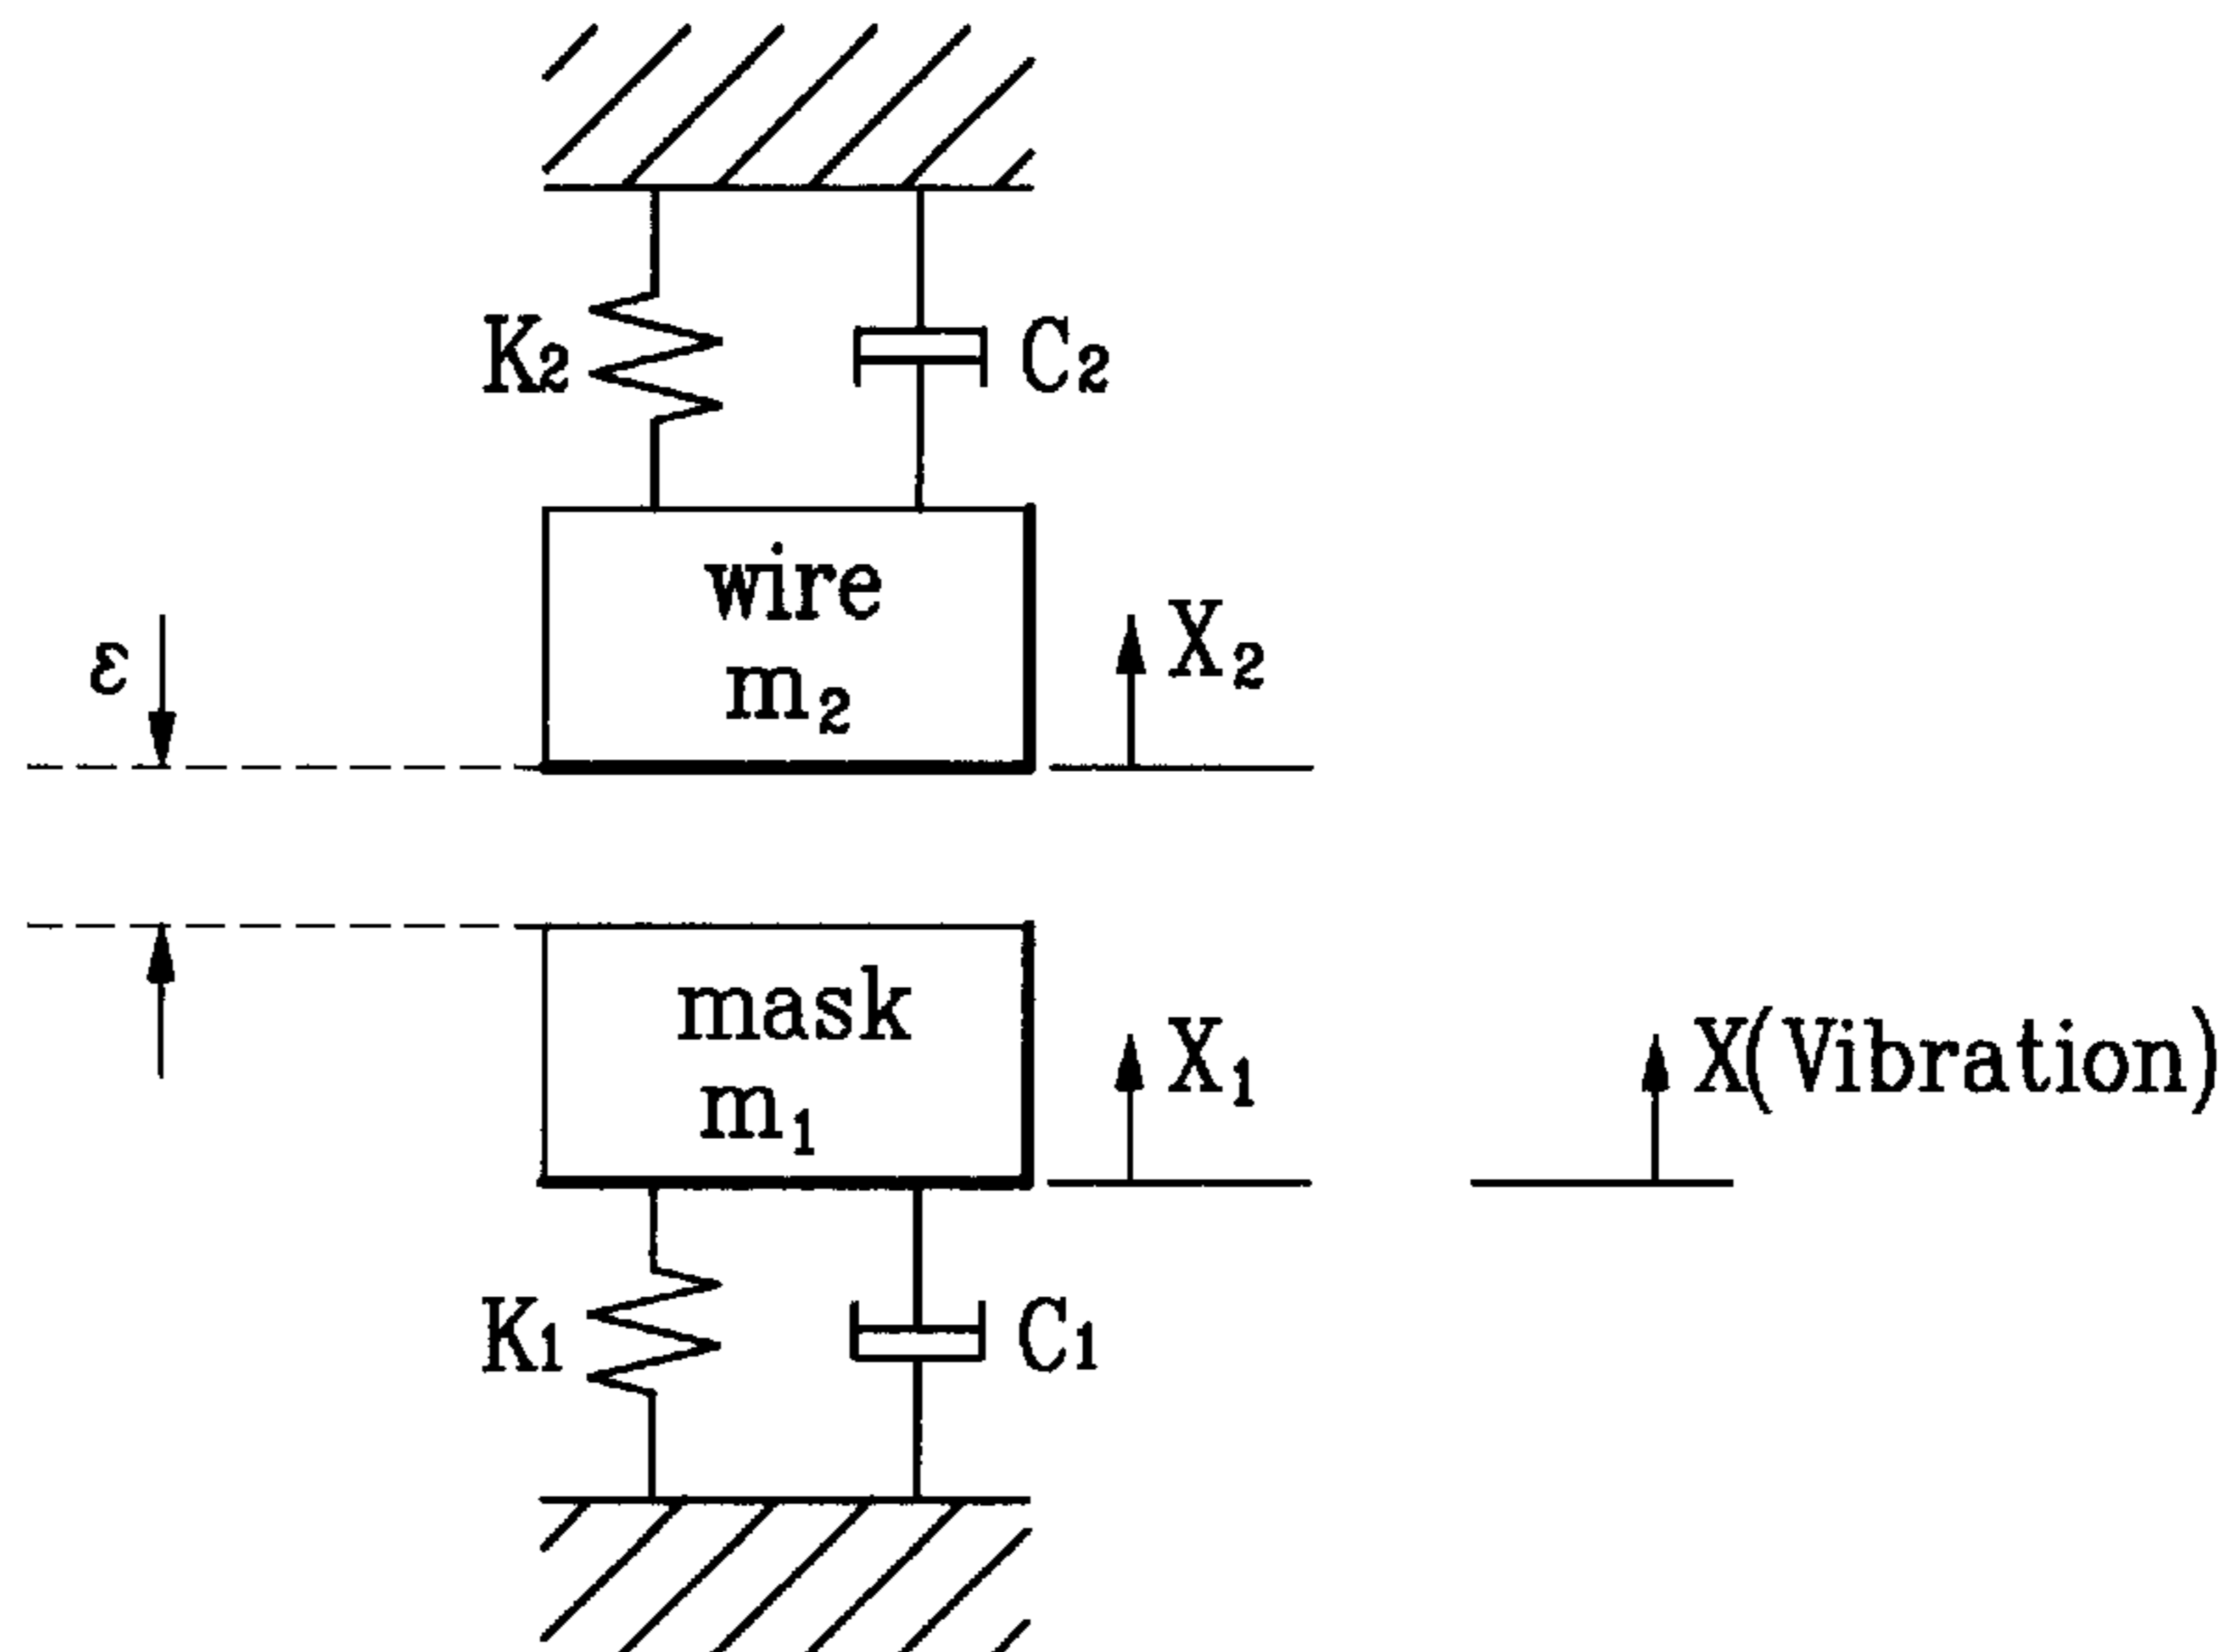 K2
C2
wire
m2
X2
ε
mask
m1
X1
X(Vibration)
K1
C1